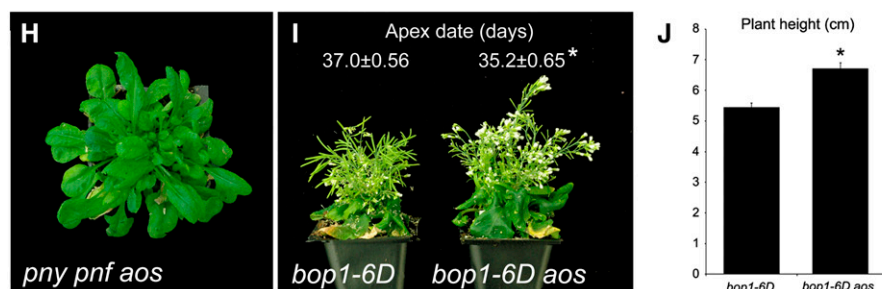 H
pny pnf aos
I
Apex date (days)
37.0±0.56 35.2±0.65*
bop1-6D bop1-6D aos
J
Plant height (cm)
8
7
6
5
4
3
2
1
0
*
bop1-6D bop1-6D aos